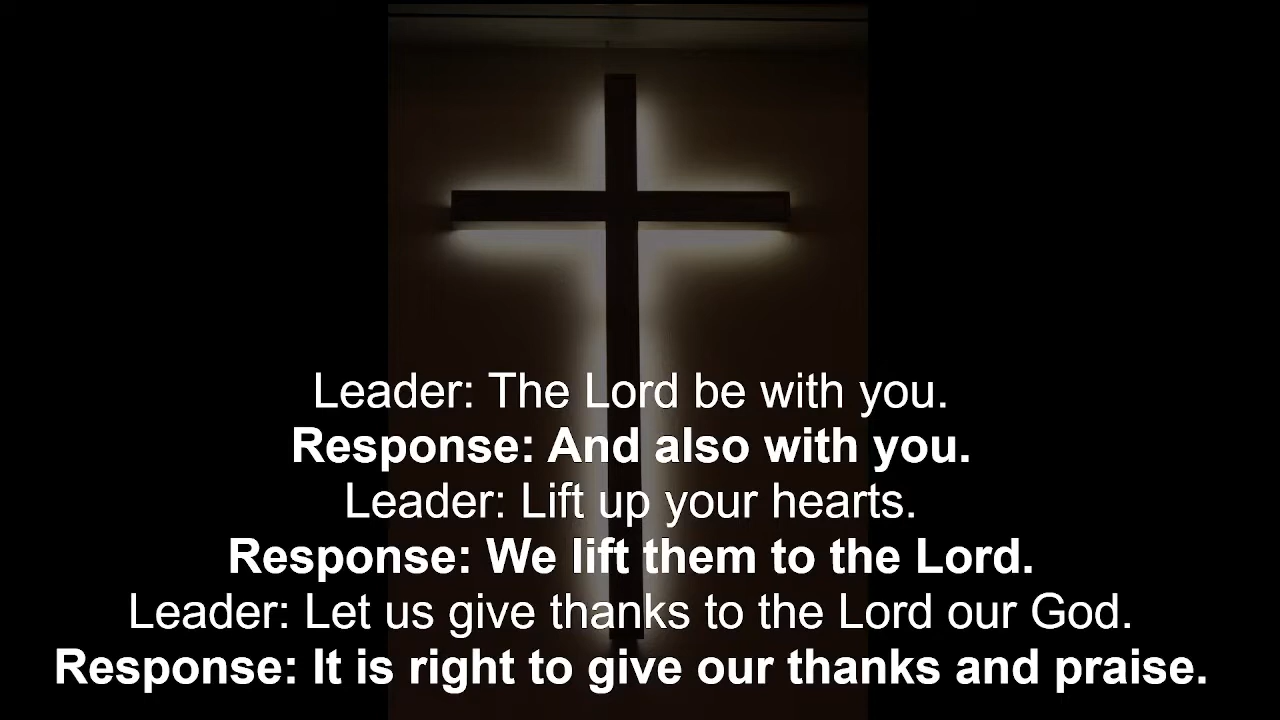 Leader: The Lord be with you.
Response: And also with you.
Leader: Lift up your hearts.
Response: We lift them to the Lord.
Leader: Let us give thanks to the Lord our God.
Response: It is right to give our thanks and praise.